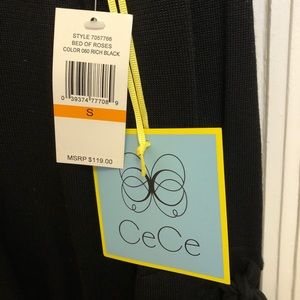 STYLE 7057766
BED OF ROSES
COLOR 060 RICH BLACK
0 39374 77708 9
S
MSRP $119.00
CeCe